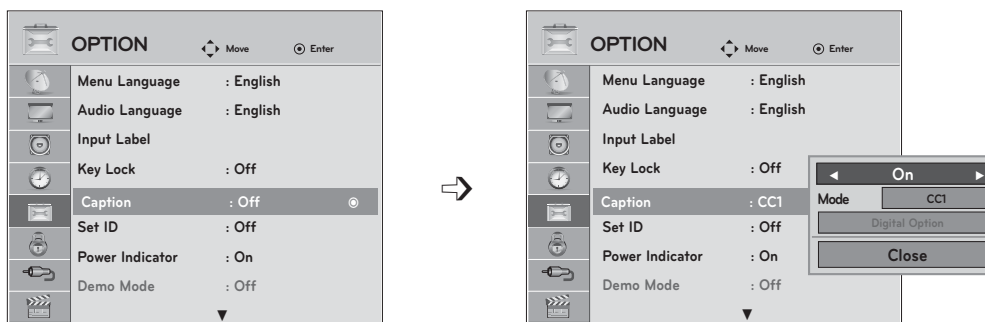 OPTION Move Enter
Menu Language : English
Audio Language : English
Input Label
Key Lock : Off
Caption : Off
Set ID : Off
Power Indicator : On
Demo Mode : Off
OPTION Move Enter
Menu Language : English
Audio Language : English
Input Label
Key Lock : Off
Caption : CC1
Set ID : Off
Power Indicator : On
Demo Mode : Off
On
Mode CC1
Digital Option
Close